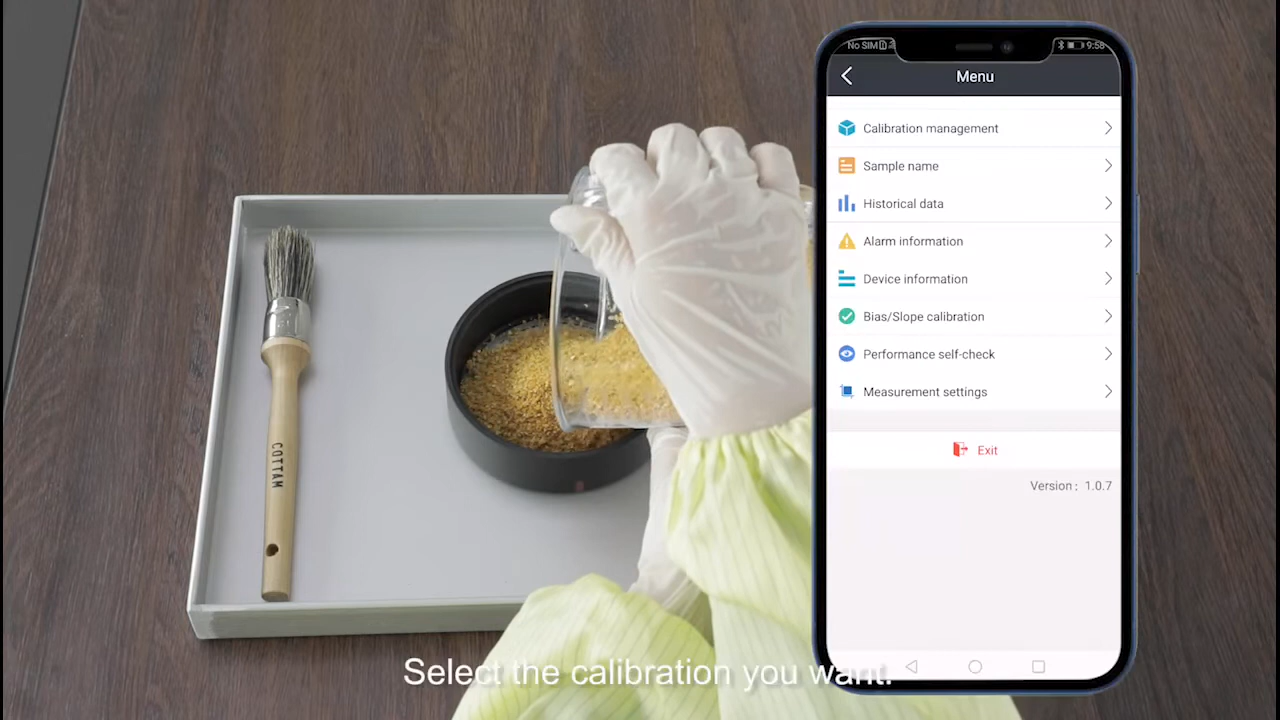 No SIM
9:58
Menu
Calibration management
Sample name
Historical data
Alarm information
Device information
Bias/Slope calibration
Performance self-check
Measurement settings
Exit
Version: 1.0.7
COTTAM
Select the calibration you want.